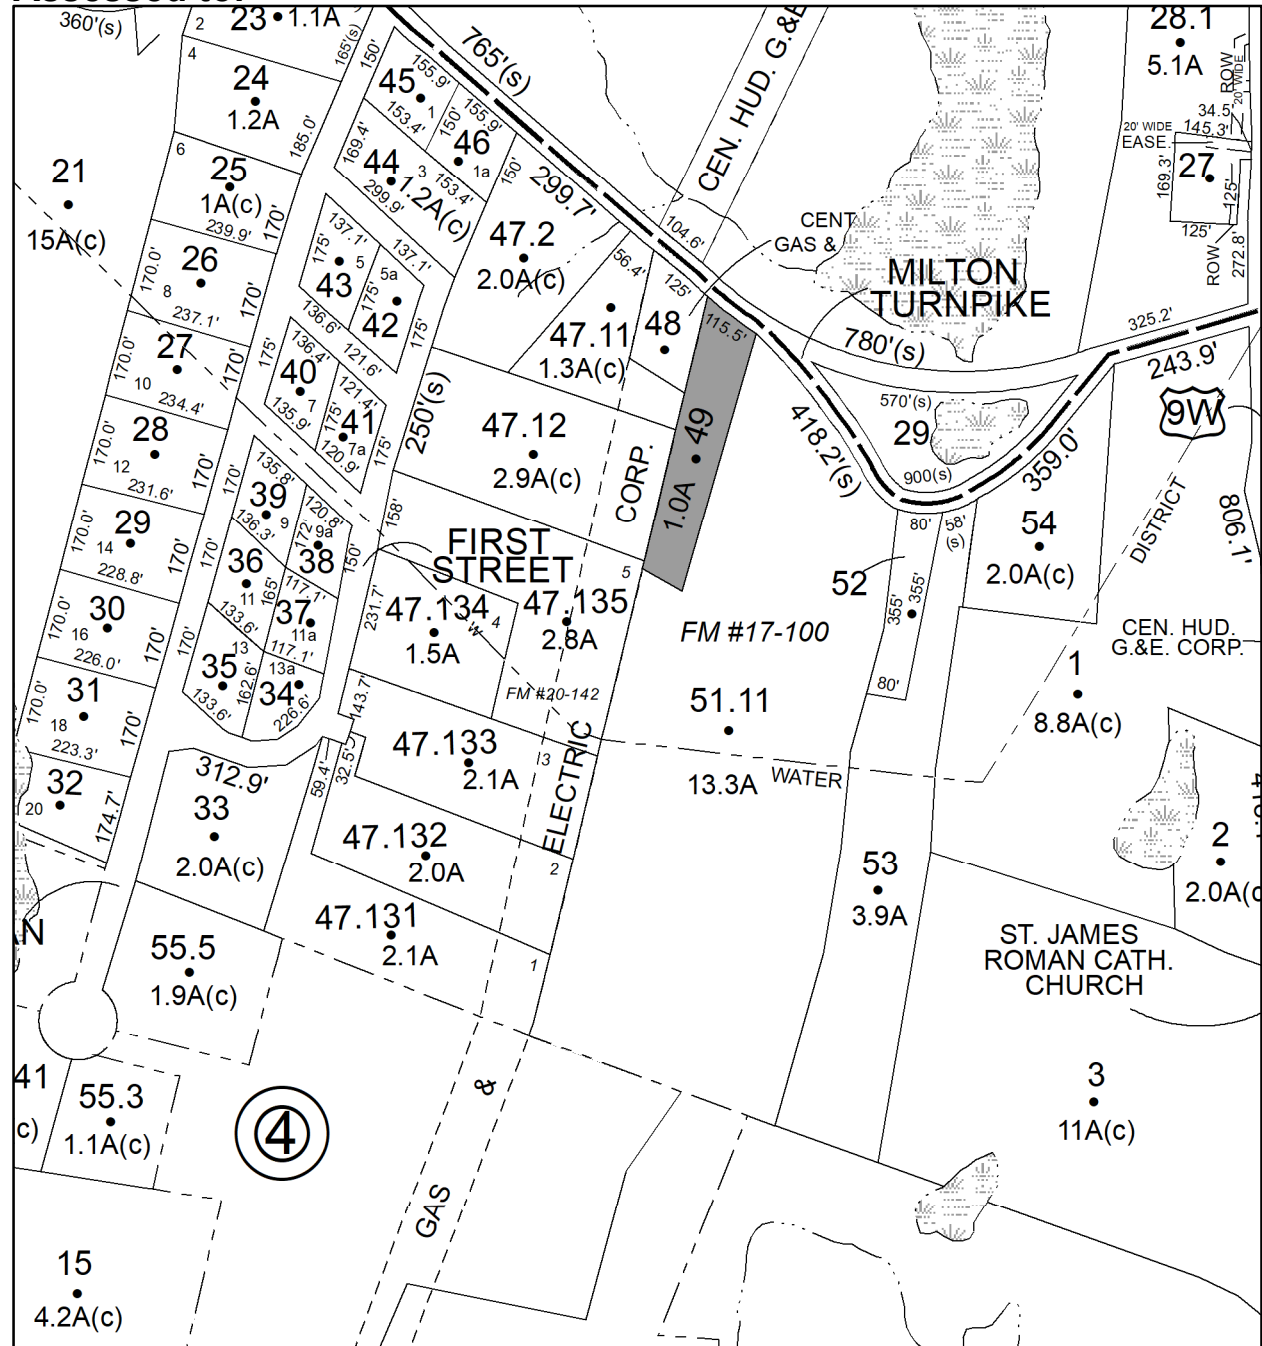 360'(s)
2
23
1.1A
165'(s)
4
24
1.2A
185.0'
150'
45
155.9'
1
153.4'
150'
155.9'
46
1a
150'
765'(s)
CEN. HUD. G.&E
28.1
5.1A
ROW
20' WIDE
34.5'
145.3'
20' WIDE
EASE.
27
169.3'
125'
125'
ROW
272.8'
21
15A(c)
6
25
1A(c)
239.9'
170'
169.4'
44
3
1.2A(c)
299.9'
153.4'
299.7'
104.6'
CENT
GAS &
MILTON
TURNPIKE
170.0'
26
8
237.1'
170'
137.1'
175'
5
43
137.1'
5a
175'
42
136.6'
175'
121.6'
47.2
2.0A(c)
56.4'
47.11
1.3A(c)
125'
48
115.5'
780'(s)
325.2'
243.9'
9W
170.0'
27
10
234.4'
170'
175'
136.4'
40
7
135.9'
121.4'
175'
41
7a
120.9'
175'
250'(s)
47.12
2.9A(c)
CORP.
49
1.0A
418.2'(s)
570'(s)
29
900(s)
359.0'
170.0'
28
12
231.6'
170'
170'
135.8'
39
9
136.3'
120.8'
172'
9a
38
150'
158'
FIRST
STREET
80'
58'
(s)
54
2.0A(c)
DISTRICT
806.1'
170.0'
29
14
228.8'
170'
170'
36
11
133.6'
165'
117.1'
37
11a
117.1'
231.7'
47.134
4
W
1.5A
5
47.135
2.8A
FM #17-100
52
355'
355'
80'
CEN. HUD.
G.&E. CORP.
170.0'
30
16
226.0'
170'
170'
13
35
133.6'
162.6'
13a
34
226.6'
143.7'
FM #20-142
51.11
13.3A
WATER
1
8.8A(c)
170.0'
31
18
223.3'
170'
47.133
2.1A
3
ELECTRIC
32
20
174.7'
312.9'
33
2.0A(c)
59.4'
32.5'
47.132
2.0A
2
53
3.9A
2
47.131
2.1A
1
55.5
1.9A(c)
ST. JAMES
ROMAN CATH.
CHURCH
41
c)
55.3
1.1A(c)
4
&
GAS
3
11A(c)
15
4.2A(c)